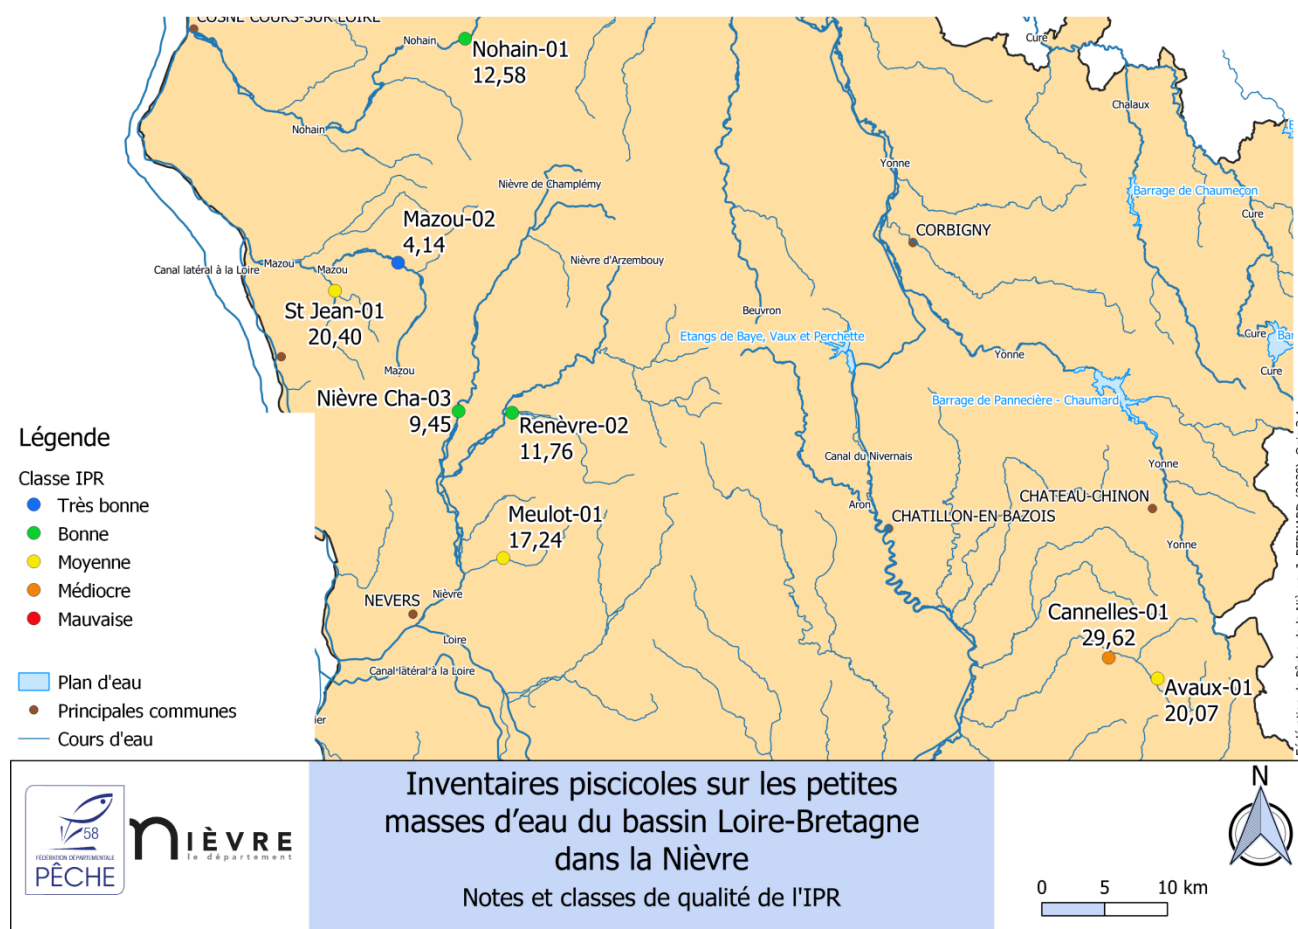 COSNE-COURS-SUR-LOIRE
Nohain
Nohain-01
12,58
Nohain
Cure
Chalaux
Yonne
Barrage de Chaumeçon
Cure
Nièvre de Champlémy
Mazou-02
4,14
CORBIGNY
Nièvre d'Arzembouy
Mazou
Mazou
Canal latéral à la Loire
St Jean-01
20,40
Beuvron
Etangs de Baye, Vaux et Perchette
Cure
Yonne
Mazou
Cure
Nièvre Cha-03
9,45
Renèvre-02
11,76
Barrage de Pannecière - Chaumard
Canal du Nivernais
Yonne
CHATEAU-CHINON
Aron
CHATILLON-EN BAZOIS
Yonne
Meulot-01
17,24
NEVERS
Nièvre
Loire
Canal latéral à la Loire
Cannelles-01
29,62
Avaux-01
20,07
Légende
Classe IPR
Très bonne
Bonne
Moyenne
Médiocre
Mauvaise
Plan d'eau
Principales communes
Cours d'eau
58
FÉDÉRATION DÉPARTEMENTALE
PÊCHE
nIÈVRE
le département
Inventaires piscicoles sur les petites
masses d'eau du bassin Loire-Bretagne
dans la Nièvre
Notes et classes de qualité de l'IPR
N
0 5 10 km